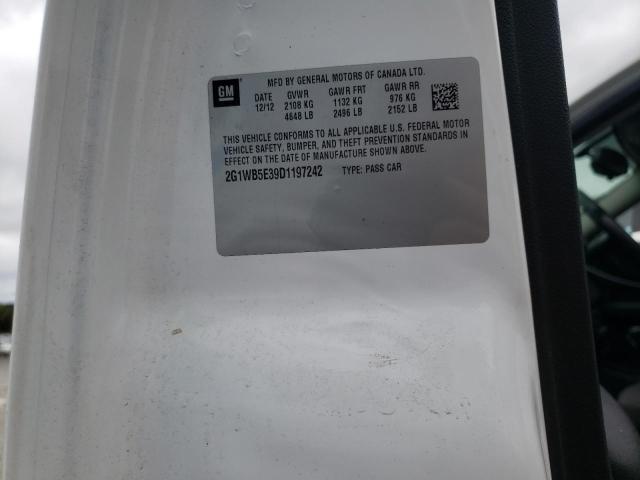 GM
MFD BY GENERAL MOTORS OF CANADA LTD.
DATE GVWR GAWR FRT GAWR RR
12/12 2108 KG 1132 KG 976 KG
4648 LB 2496 LB 2152 LB
THIS VEHICLE CONFORMS TO ALL APPLICABLE U.S. FEDERAL MOTOR
VEHICLE SAFETY, BUMPER, AND THEFT PREVENTION STANDARDS IN
EFFECT ON THE DATE OF MANUFACTURE SHOWN ABOVE.
2G1WB5E39D1197242 TYPE: PASS CAR